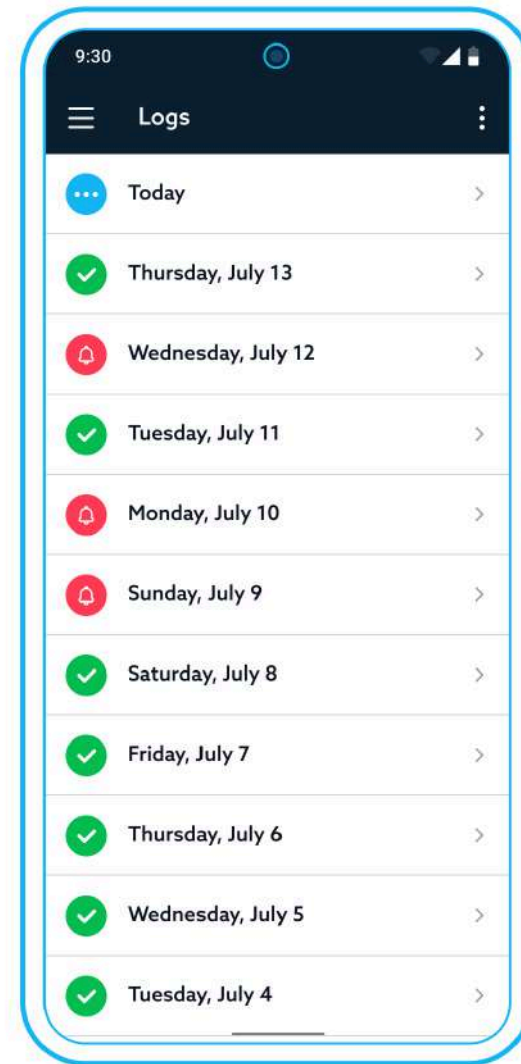 9:30
Logs
Today
Thursday, July 13
Wednesday, July 12
Tuesday, July 11
Monday, July 10
Sunday, July 9
Saturday, July 8
Friday, July 7
Thursday, July 6
Wednesday, July 5
Tuesday, July 4